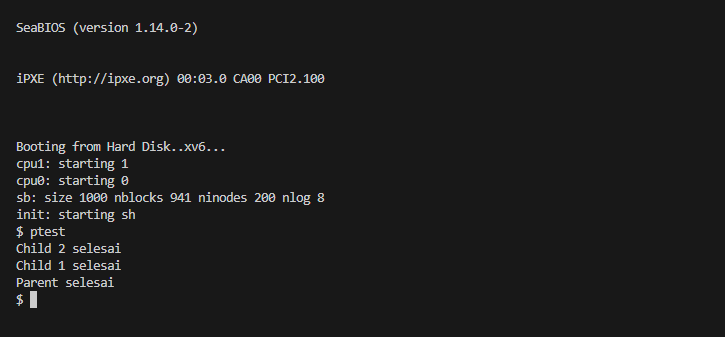 SeaBIOS (version 1.14.0-2)
iPXE (http://ipxe.org) 00:03.0 CA00 PCI2.100
Booting from Hard Disk..xv6...
cpu1: starting 1
cpu0: starting 0
sb: size 1000 nblocks 941 ninodes 200 nlog 8
init: starting sh
$ ptest
Child 2 selesai
Child 1 selesai
Parent selesai
$